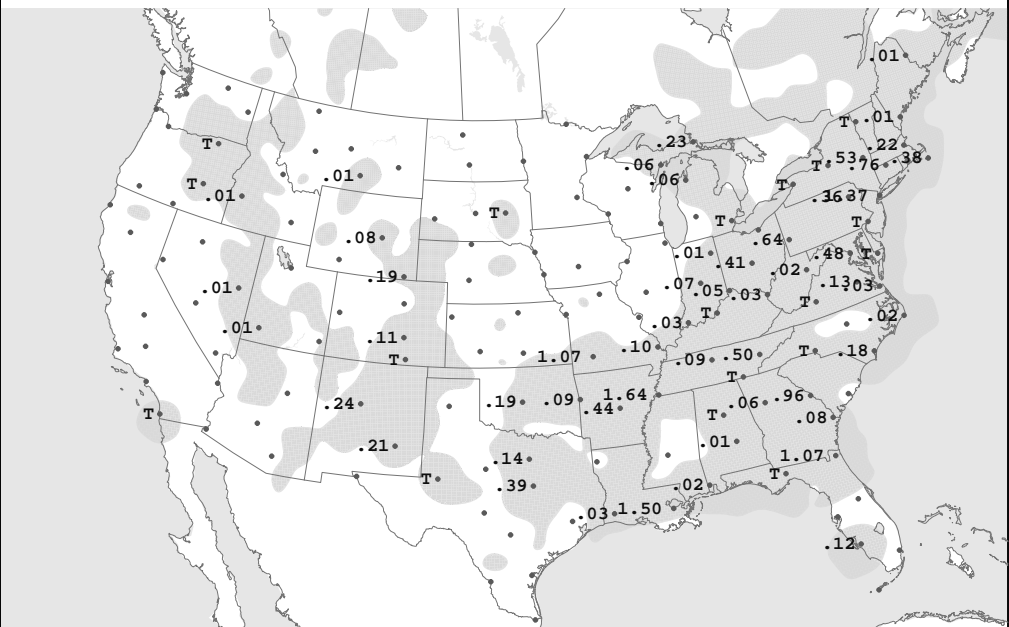 .01
T .01
.23 .22
T
.06 T .53 .76 .38
.01 .06
T T
.01 .36 .37
T T T
.08 .64
.01 .48 T
.19 .41 .02
.01 .07 .13 .03
.05 .03
T
.01 .03 T .02
.11 .10
T 1.07 .09 .50 T .18
T
.24 .19 .09 1.64 .06 .96
T .44 T .08
.21 .01
.14 1.07
T .39 .02 T
.03 1.50
.12